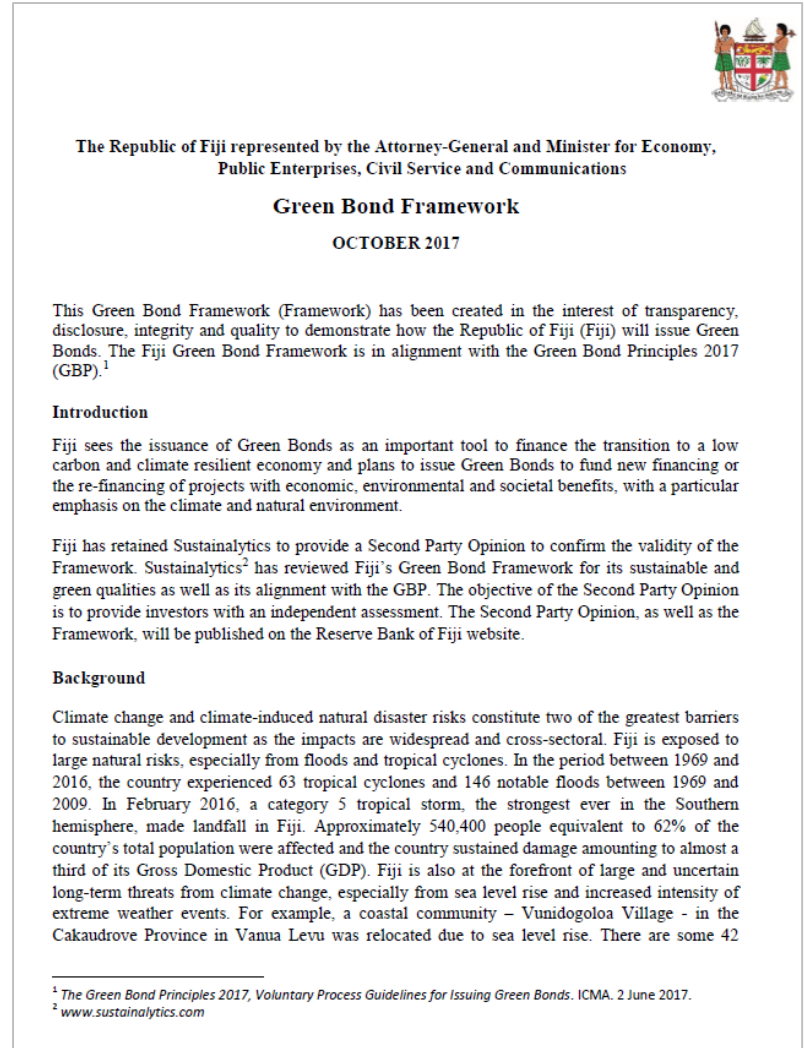 The Republic of Fiji represented by the Attorney-General and Minister for Economy,
Public Enterprises, Civil Service and Communications
Green Bond Framework
OCTOBER 2017
This Green Bond Framework (Framework) has been created in the interest of transparency,
disclosure, integrity and quality to demonstrate how the Republic of Fiji (Fiji) will issue Green
Bonds. The Fiji Green Bond Framework is in alignment with the Green Bond Principles 2017
(GBP).¹
Introduction
Fiji sees the issuance of Green Bonds as an important tool to finance the transition to a low
carbon and climate resilient economy and plans to issue Green Bonds to fund new financing or
the re-financing of projects with economic, environmental and societal benefits, with a particular
emphasis on the climate and natural environment.
Fiji has retained Sustainalytics to provide a Second Party Opinion to confirm the validity of the
Framework. Sustainalytics² has reviewed Fiji's Green Bond Framework for its sustainable and
green qualities as well as its alignment with the GBP. The objective of the Second Party Opinion
is to provide investors with an independent assessment. The Second Party Opinion, as well as the
Framework, will be published on the Reserve Bank of Fiji website.
Background
Climate change and climate-induced natural disaster risks constitute two of the greatest barriers
to sustainable development as the impacts are widespread and cross-sectoral. Fiji is exposed to
large natural risks, especially from floods and tropical cyclones. In the period between 1969 and
2016, the country experienced 63 tropical cyclones and 146 notable floods between 1969 and
2009. In February 2016, a category 5 tropical storm, the strongest ever in the Southern
hemisphere, made landfall in Fiji. Approximately 540,400 people equivalent to 62% of the
country's total population were affected and the country sustained damage amounting to almost a
third of its Gross Domestic Product (GDP). Fiji is also at the forefront of large and uncertain
long-term threats from climate change, especially from sea level rise and increased intensity of
extreme weather events. For example, a coastal community – Vunidogoloa Village - in the
Cakaudrove Province in Vanua Levu was relocated due to sea level rise. There are some 42
¹ The Green Bond Principles 2017, Voluntary Process Guidelines for Issuing Green Bonds. ICMA. 2 June 2017.
² www.sustainalytics.com